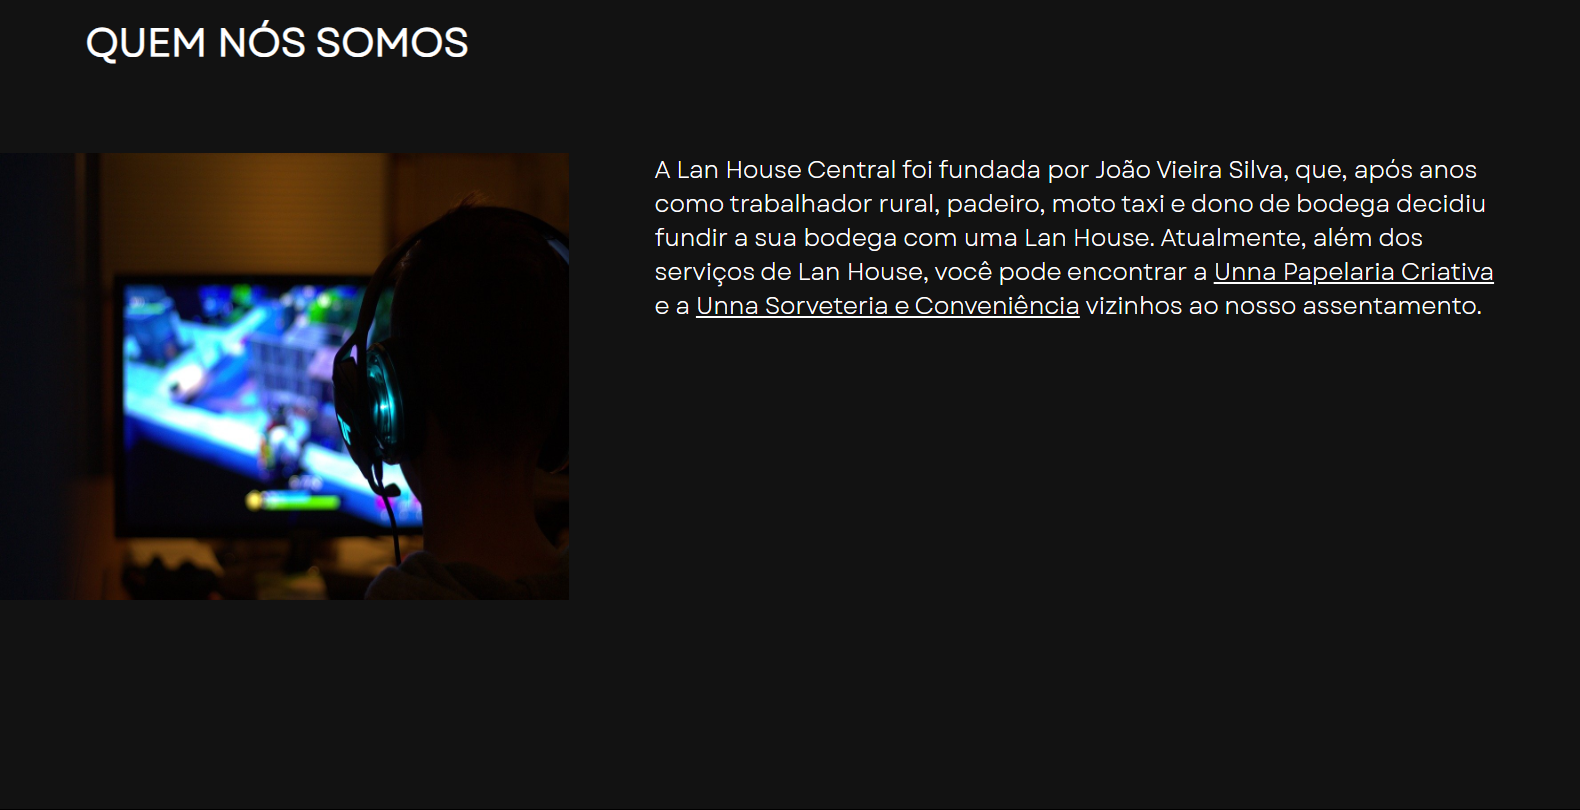 QUEM NÓS SOMOS
A Lan House Central foi fundada por João Vieira Silva, que, após anos
como trabalhador rural, padeiro, moto taxi e dono de bodega decidiu
fundir a sua bodega com uma Lan House. Atualmente, além dos
serviços de Lan House, você pode encontrar a Unna Papelaria Criativa
e a Unna Sorveteria e Conveniência vizinhos ao nosso assentamento.